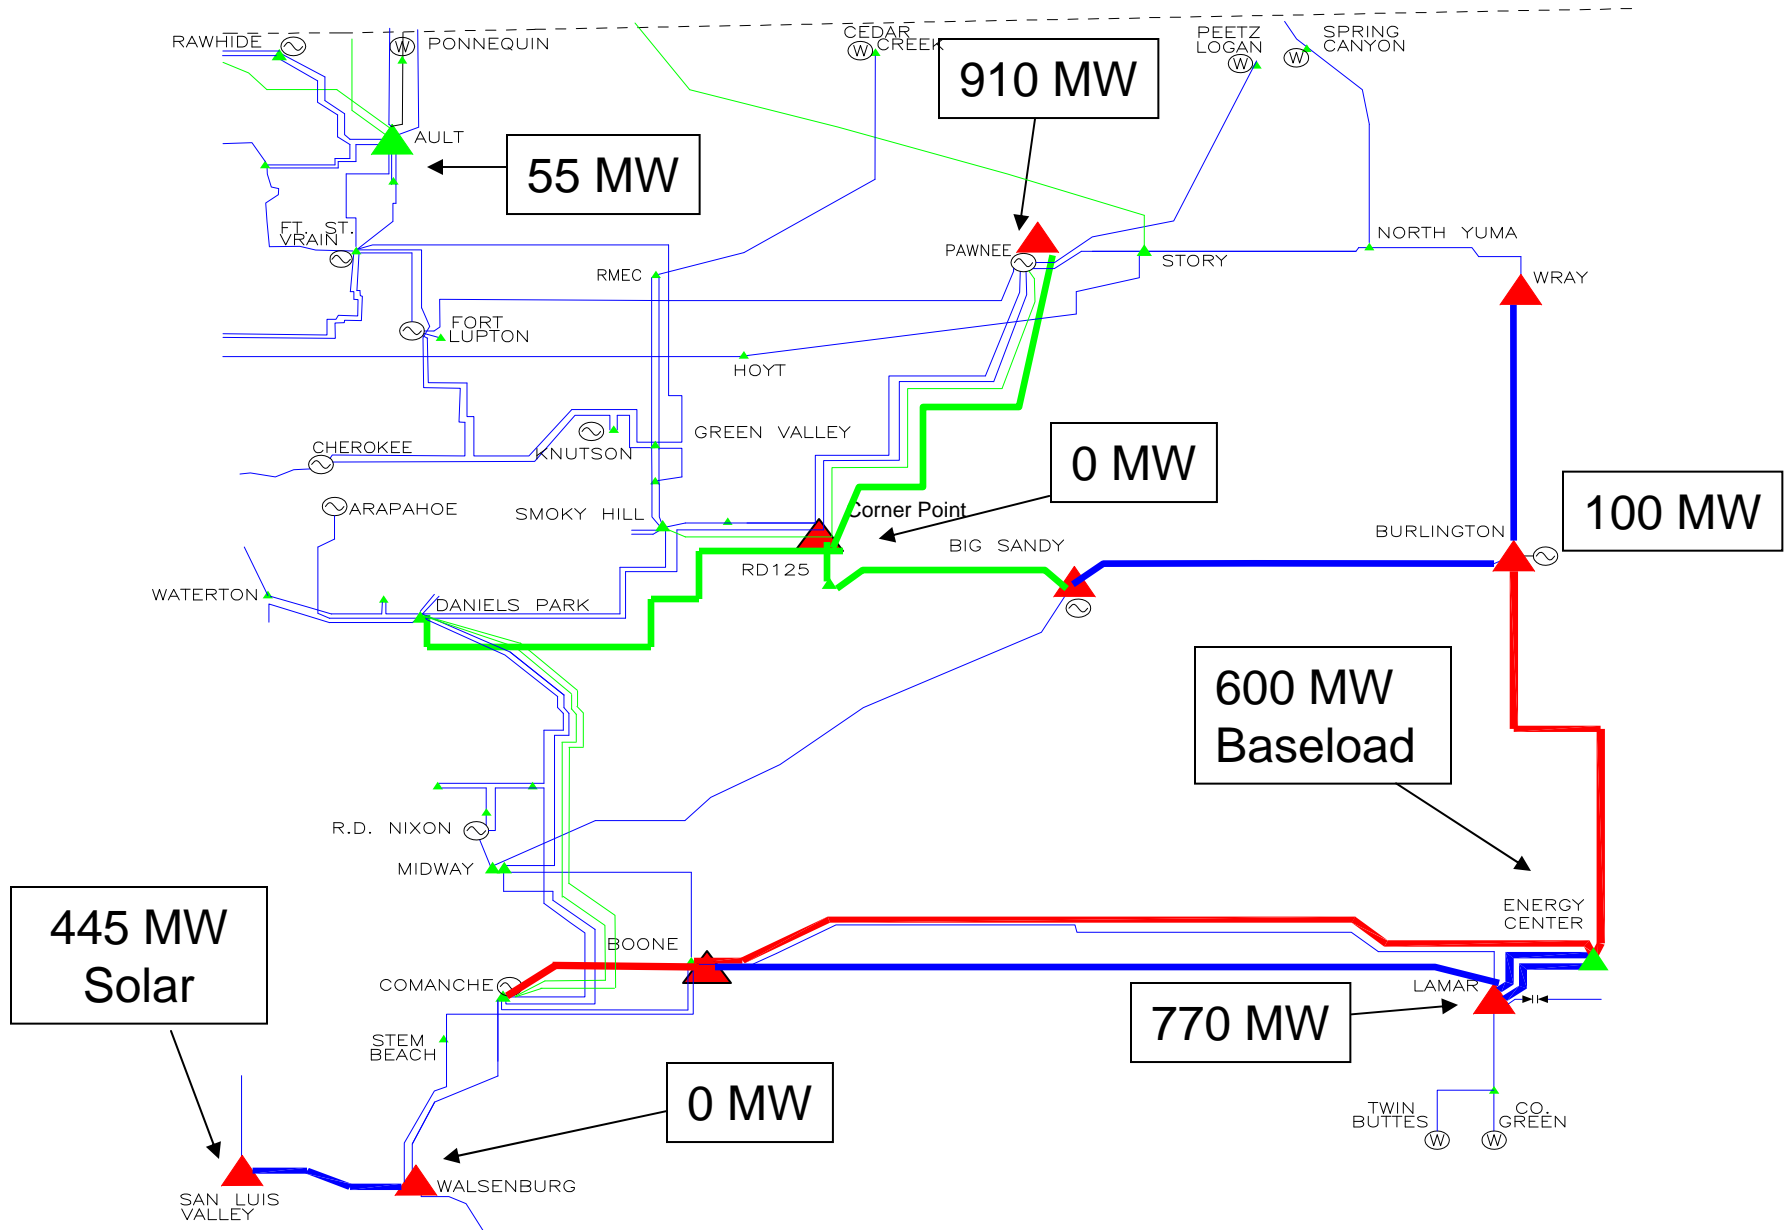 RAWHIDE
W
PONNEQUIN
CEDAR
W CREEK
PEETZ
LOGAN
W
SPRING
CANYON
W
910 MW
AULT
55 MW
FT. ST.
VRAIN
PAWNEE
STORY
NORTH YUMA
RMEC
WRAY
FORT
LUPTON
HOYT
GREEN VALLEY
0 MW
CHEROKEE
KNUTSON
100 MW
ARAPAHOE
SMOKY HILL
Corner Point
BIG SANDY
BURLINGTON
RD125
WATERTON
DANIELS PARK
600 MW
Baseload
R.D. NIXON
MIDWAY
445 MW
Solar
ENERGY
CENTER
BOONE
COMANCHE
LAMAR
770 MW
STEM
BEACH
0 MW
TWIN
BUTTES
CO.
GREEN
W
W
SAN LUIS
VALLEY
WALSENBURG